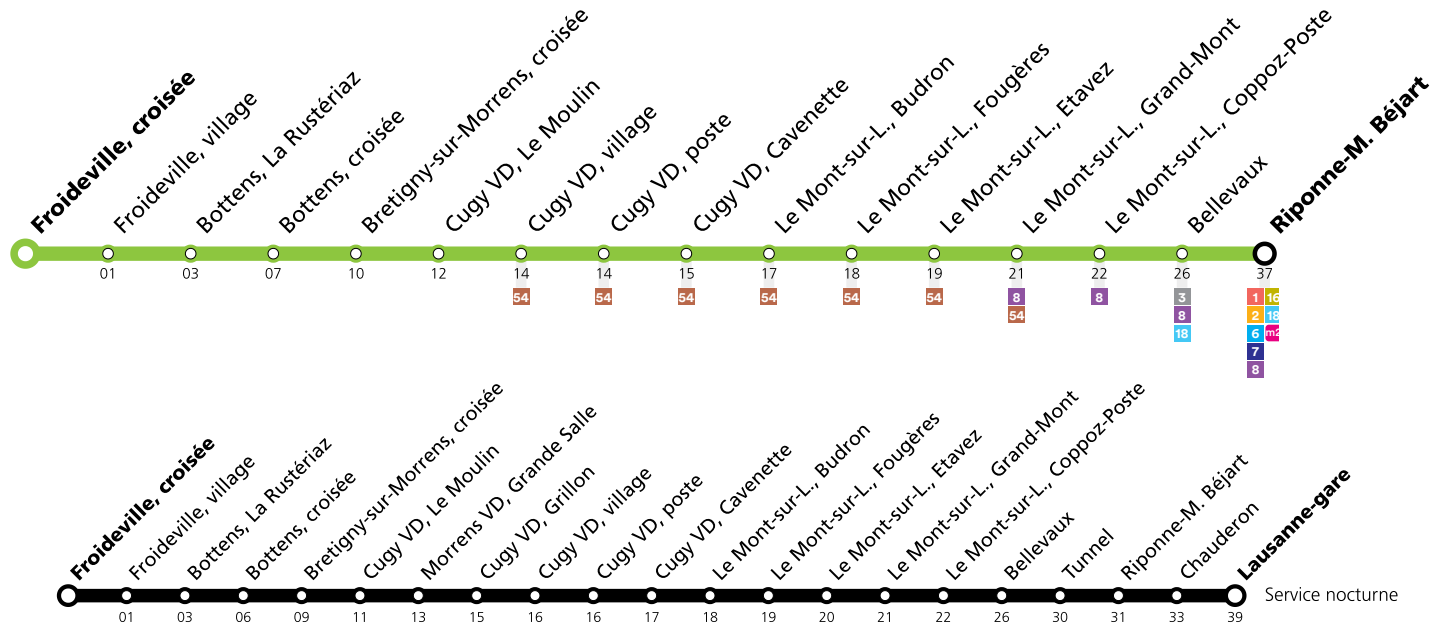 Froideville, croisée
Froideville, village
Bottens, La Rustériaz
Bottens, croisée
Bretigny-sur-Morrens, croisée
Cugy VD, Le Moulin
Cugy VD, village
Cugy VD, poste
Cugy VD, Cavenette
Le Mont-sur-L., Budron
Le Mont-sur-L., Fougères
Le Mont-sur-L., Etavez
Le Mont-sur-L., Grand-Mont
Le Mont-sur-L., Coppoz-Poste
Bellevaux
Riponne-M. Béjart
01 03 07 10 12 14 14 15 17 18 19 21 22 26 37
54 54 54 54 54 54 8 8 3 1 16
54 8 2 18
18 6 m2
7
8
Froideville, croisée
Froideville, village
Bottens, La Rustériaz
Bottens, croisée
Bretigny-sur-Morrens, croisée
Cugy VD, Le Moulin
Morrens VD, Grande Salle
Cugy VD, Grillon
Cugy VD, village
Cugy VD, poste
Cugy VD, Cavenette
Le Mont-sur-L., Budron
Le Mont-sur-L., Fougères
Le Mont-sur-L., Etavez
Le Mont-sur-L., Grand-Mont
Le Mont-sur-L., Coppoz-Poste
Bellevaux
Tunnel
Riponne-M. Béjart
Chauderon
Lausanne-gare
Service nocturne
01 03 06 09 11 13 15 16 16 17 18 19 20 21 22 26 30 31 33 39